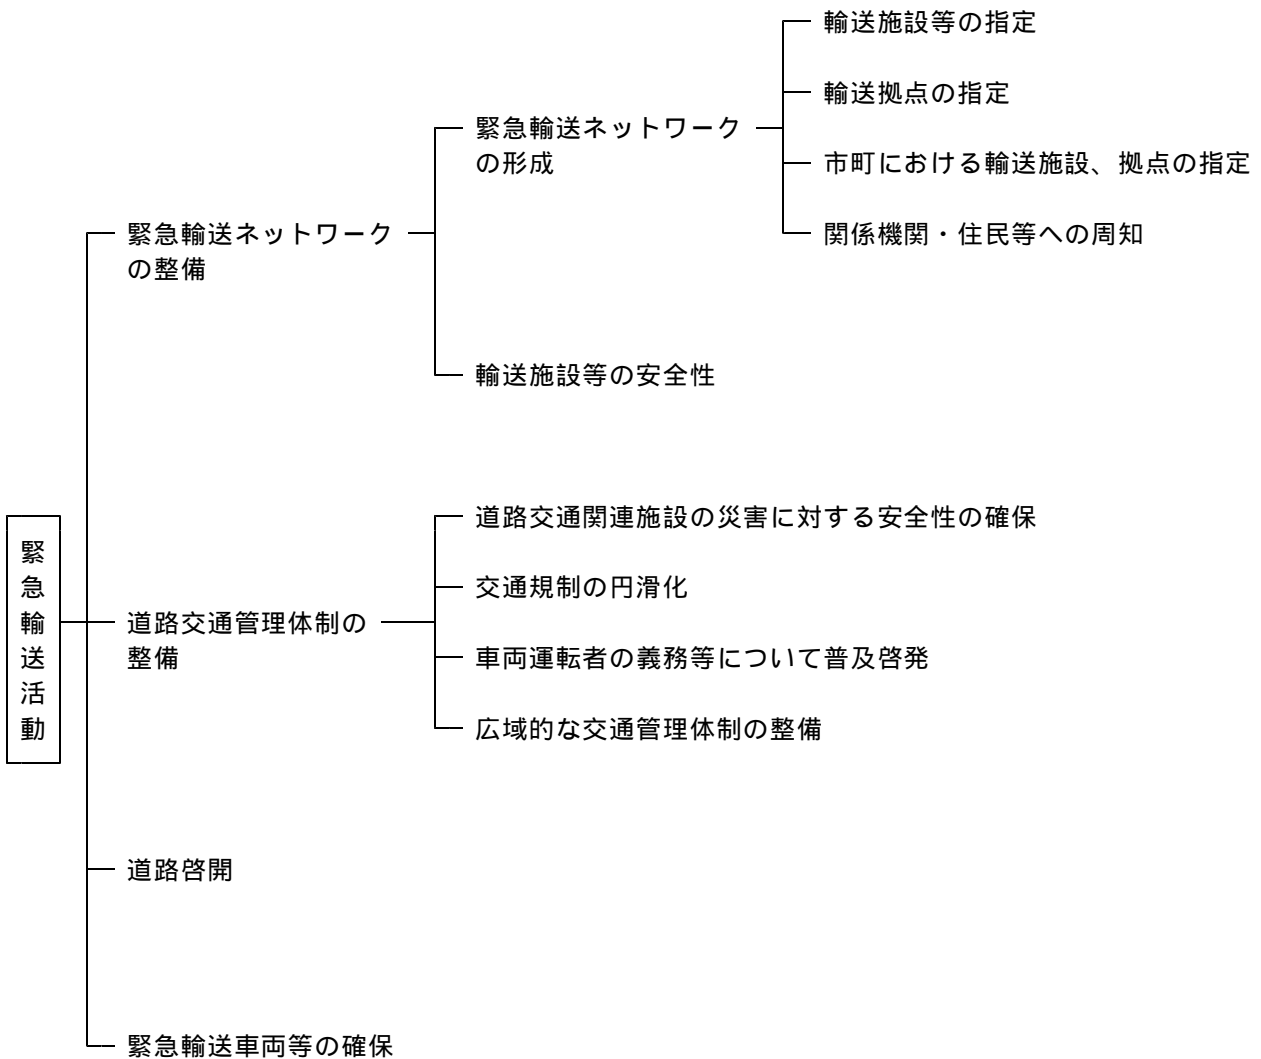 緊急輸送活動
緊急輸送ネットワーク
の整備
緊急輸送ネットワーク
の形成
輸送施設等の指定
輸送拠点の指定
市町における輸送施設、拠点の指定
関係機関・住民等への周知
輸送施設等の安全性
道路交通管理体制の
整備
道路交通関連施設の災害に対する安全性の確保
交通規制の円滑化
車両運転者の義務等について普及啓発
広域的な交通管理体制の整備
道路啓開
緊急輸送車両等の確保